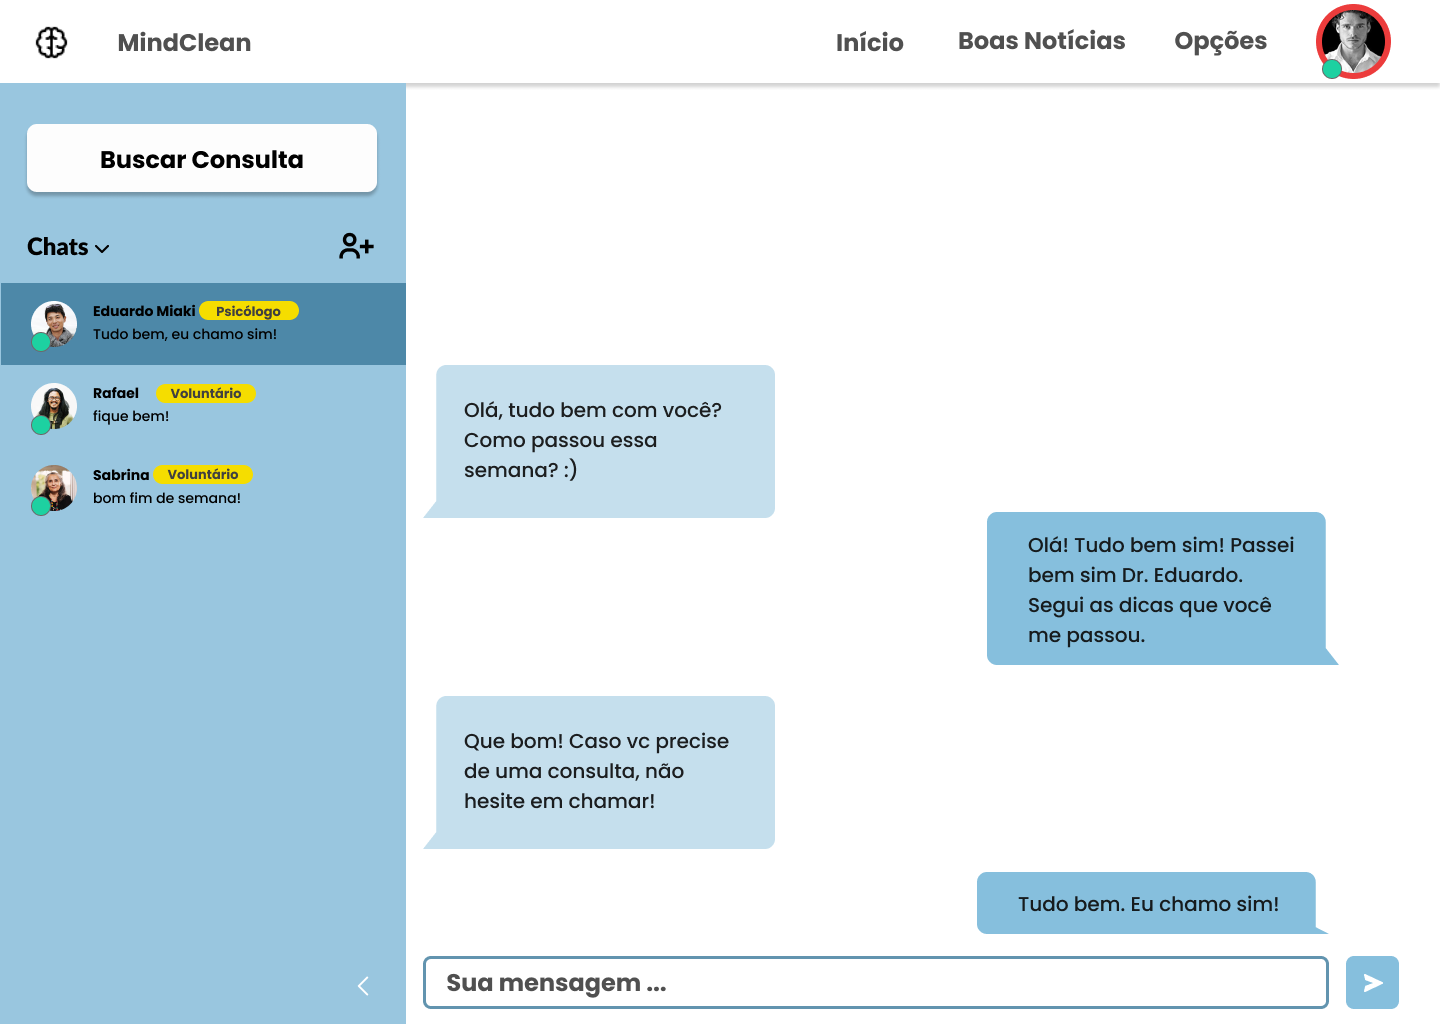 MindClean
Início
Boas Notícias
Opções
Buscar Consulta
Chats
Eduardo Miaki Psicólogo
Tudo bem, eu chamo sim!
Rafael Voluntário
fique bem!
Sabrina Voluntário
bom fim de semana!
Olá, tudo bem com você?
Como passou essa
semana? :)
Olá! Tudo bem sim! Passei
bem sim Dr. Eduardo.
Segui as dicas que você
me passou.
Que bom! Caso vc precise
de uma consulta, não
hesite em chamar!
Tudo bem. Eu chamo sim!
Sua mensagem ...